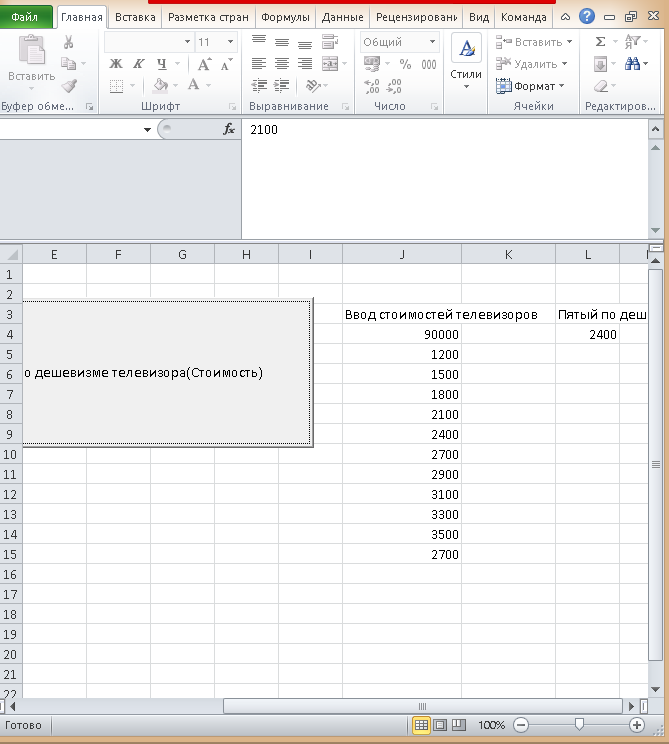 Файл Главная Вставка Разметка стран Формулы Данные Рецензировани Вид Команда
Вставить
Буфер обме...
11
Ж К Ч A A
A
Шрифт
Выравнивание
Общий
% 000
,00 ,00
Число
A
Стили
Вставить
Удалить
Формат
Ячейки
Σ
Редактиров...
fx 2100
E F G H I J K L
1
2
3 Ввод стоимостей телевизоров Пятый по деш
4 90000 2400
5 1200
6 о дешевизме телевизора(Стоимость) 1500
7 1800
8 2100
9 2400
10 2700
11 2900
12 3100
13 3300
14 3500
15 2700
16
17
18
19
20
21
22
Готово 100%